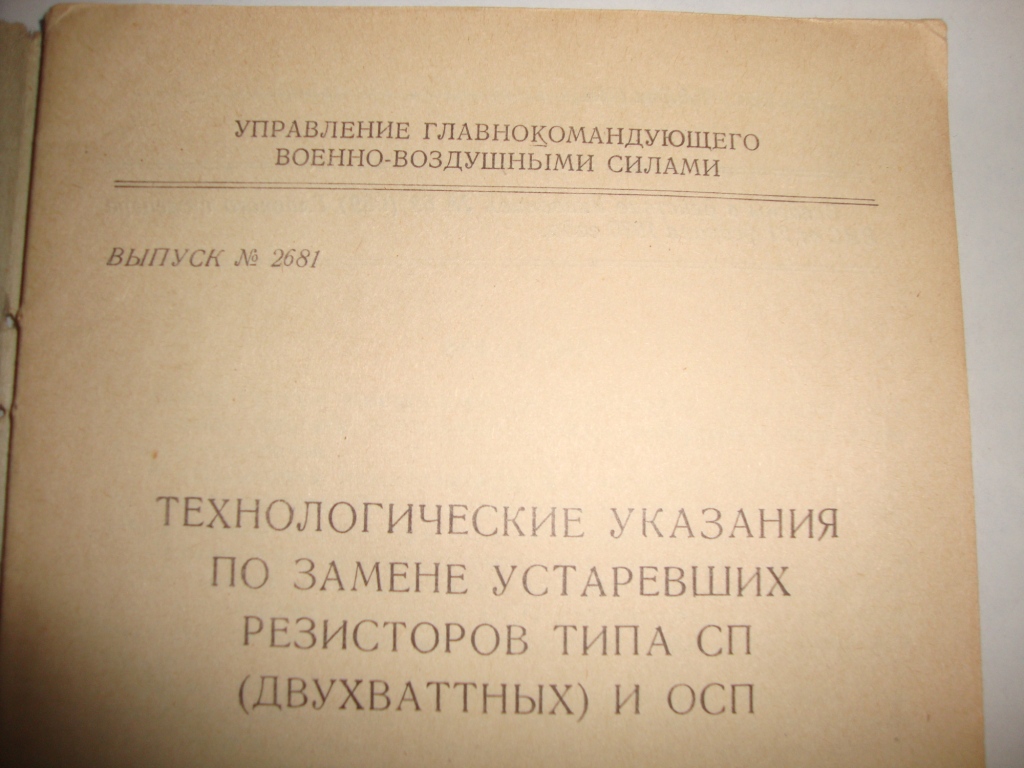 УПРАВЛЕНИЕ ГЛАВНОКОМАНДУЮЩЕГО
ВОЕННО-ВОЗДУШНЫМИ СИЛАМИ
ВЫПУСК № 2681
ТЕХНОЛОГИЧЕСКИЕ УКАЗАНИЯ
ПО ЗАМЕНЕ УСТАРЕВШИХ
РЕЗИСТОРОВ ТИПА СП
(ДВУХВАТТНЫХ) И ОСП